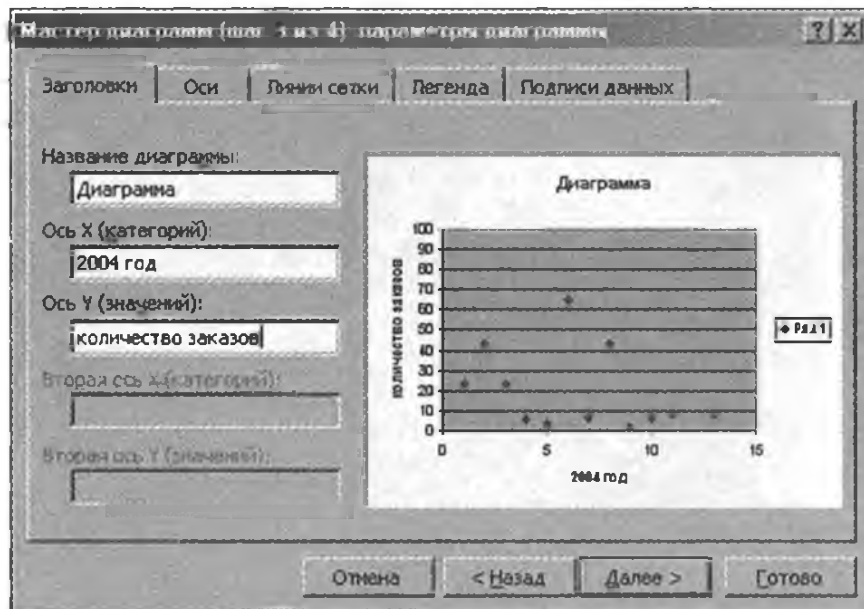 Мастер диаграмм (шаг 3 из 4): параметры диаграммы
Заголовки Оси Линии сетки Легенда Подписи данных
Название диаграммы:
Диаграмма
Ось X (категорий):
2004 год
Ось Y (значений):
количество заказов
Вторая ось X (категорий):
Вторая ось Y (значений):
Диаграмма
количество заказов
100
90
80
70
60
50
40
30
20
10
0
0 5 10 15
2004 год
Ряд1
Отмена < Назад Далее > Готово